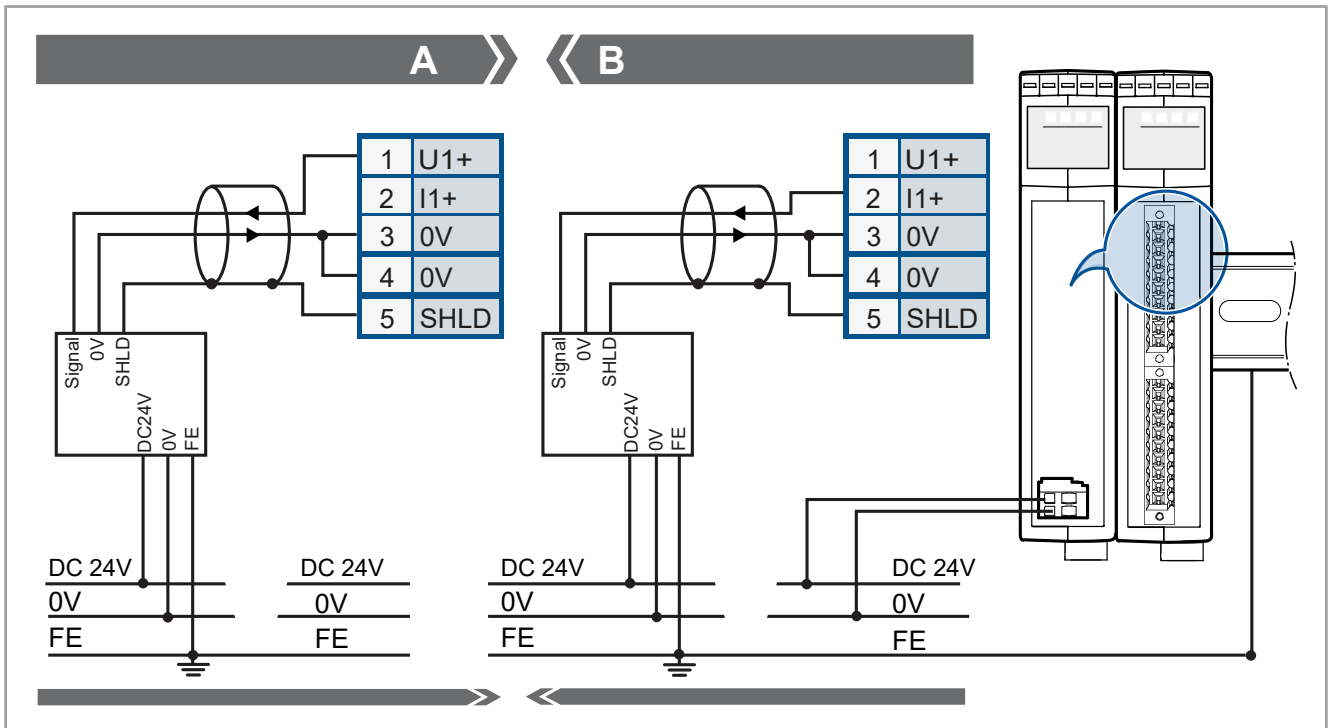 A B
1 U1+
2 I1+
3 0V
4 0V
5 SHLD
1 U1+
2 I1+
3 0V
4 0V
5 SHLD
Signal
0V
SHLD
DC24V
0V
FE
Signal
0V
SHLD
DC24V
0V
FE
DC 24V DC 24V DC 24V DC 24V
0V 0V 0V 0V
FE FE FE FE